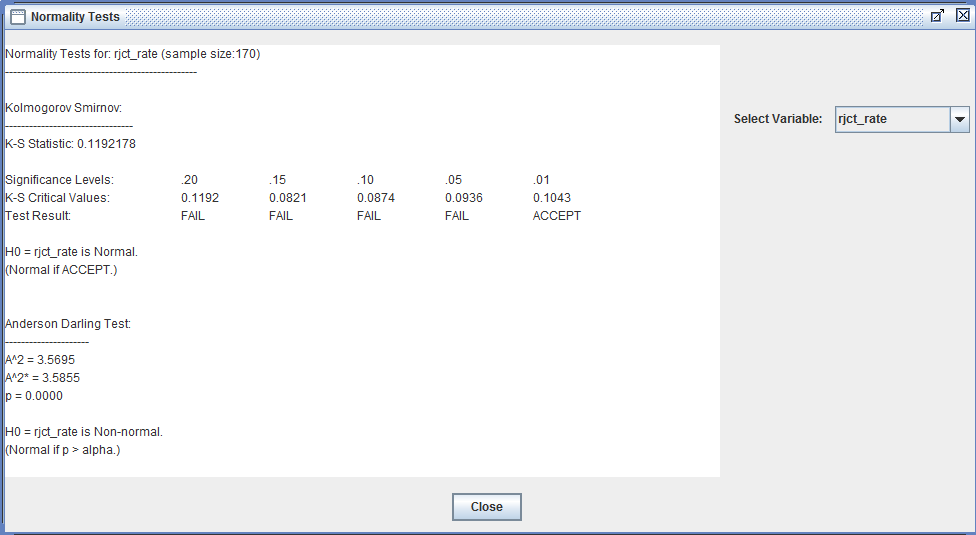 Normality Tests
Normality Tests for: rjct_rate (sample size:170)
------------------------------------------------
Kolmogorov Smirnov:
--------------------------------
K-S Statistic: 0.1192178
Significance Levels: .20 .15 .10 .05 .01
K-S Critical Values: 0.1192 0.0821 0.0874 0.0936 0.1043
Test Result: FAIL FAIL FAIL FAIL ACCEPT
H0 = rjct_rate is Normal.
(Normal if ACCEPT.)
Anderson Darling Test:
---------------------
A^2 = 3.5695
A^2* = 3.5855
p = 0.0000
H0 = rjct_rate is Non-normal.
(Normal if p > alpha.)
Select Variable: rjct_rate
Close